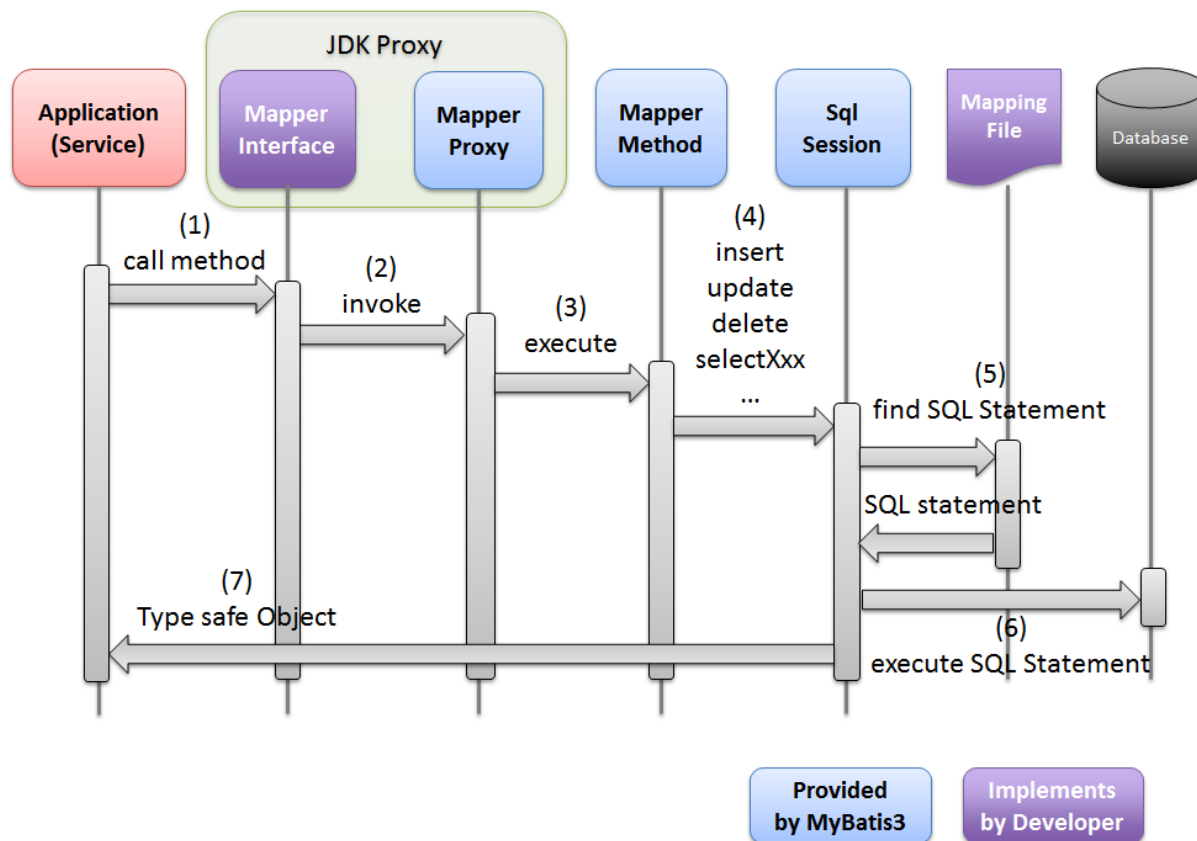 JDK Proxy
Application
(Service)
Mapper
Interface
Mapper
Proxy
Mapper
Method
Sql
Session
Mapping
File
Database
(1)
call method
(2)
invoke
(3)
execute
(4)
insert
update
delete
selectXxx
...
(5)
find SQL Statement
SQL statement
(6)
execute SQL Statement
(7)
Type safe Object
Provided
by MyBatis3
Implements
by Developer